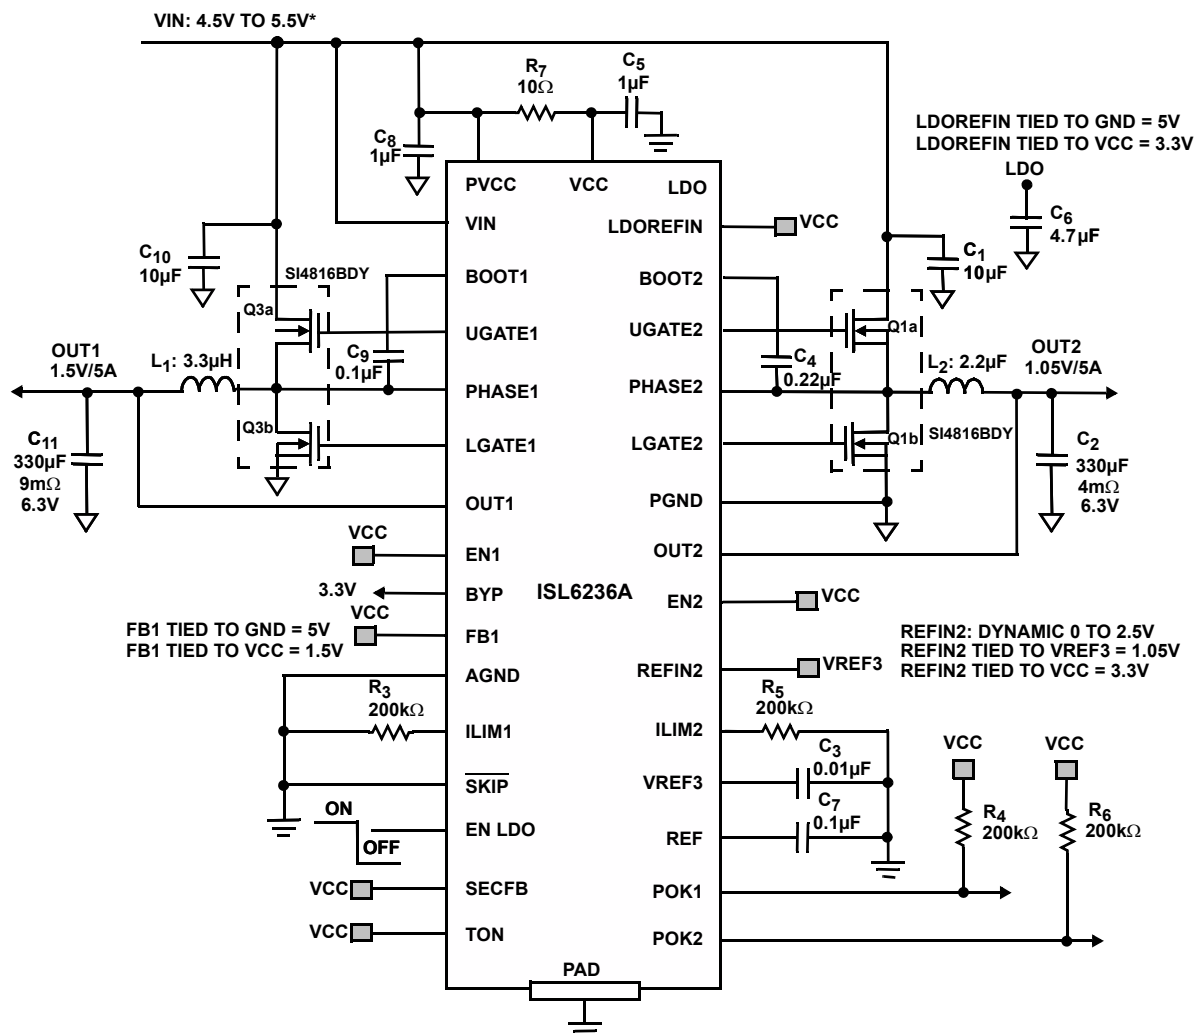 VIN: 4.5V TO 5.5V*
R7
10Ω
C5
1µF
C8
1µF
LDOREFIN TIED TO GND = 5V
LDOREFIN TIED TO VCC = 3.3V
LDO
C6
4.7µF
PVCC
VCC
LDO
VIN
LDOREFIN
VCC
C10
10µF
C1
10µF
SI4816BDY
BOOT1
BOOT2
Q3a
Q1a
UGATE1
UGATE2
OUT1
1.5V/5A
L1: 3.3µH
C9
0.1µF
C4
0.22µF
L2: 2.2µF
OUT2
1.05V/5A
PHASE1
PHASE2
Q3b
Q1b
SI4816BDY
LGATE1
LGATE2
C11
330µF
9mΩ
6.3V
C2
330µF
4mΩ
6.3V
OUT1
PGND
VCC
EN1
OUT2
3.3V
BYP
ISL6236A
EN2
VCC
VCC
FB1 TIED TO GND = 5V
FB1 TIED TO VCC = 1.5V
FB1
REFIN2: DYNAMIC 0 TO 2.5V
REFIN2 TIED TO VREF3 = 1.05V
REFIN2 TIED TO VCC = 3.3V
AGND
REFIN2
VREF3
R3
200kΩ
R5
200kΩ
ILIM1
ILIM2
C3
0.01µF
VCC
VCC
SKIP
VREF3
C7
0.1µF
ON
OFF
EN LDO
REF
R4
200kΩ
R6
200kΩ
VCC
SECFB
POK1
VCC
TON
POK2
PAD